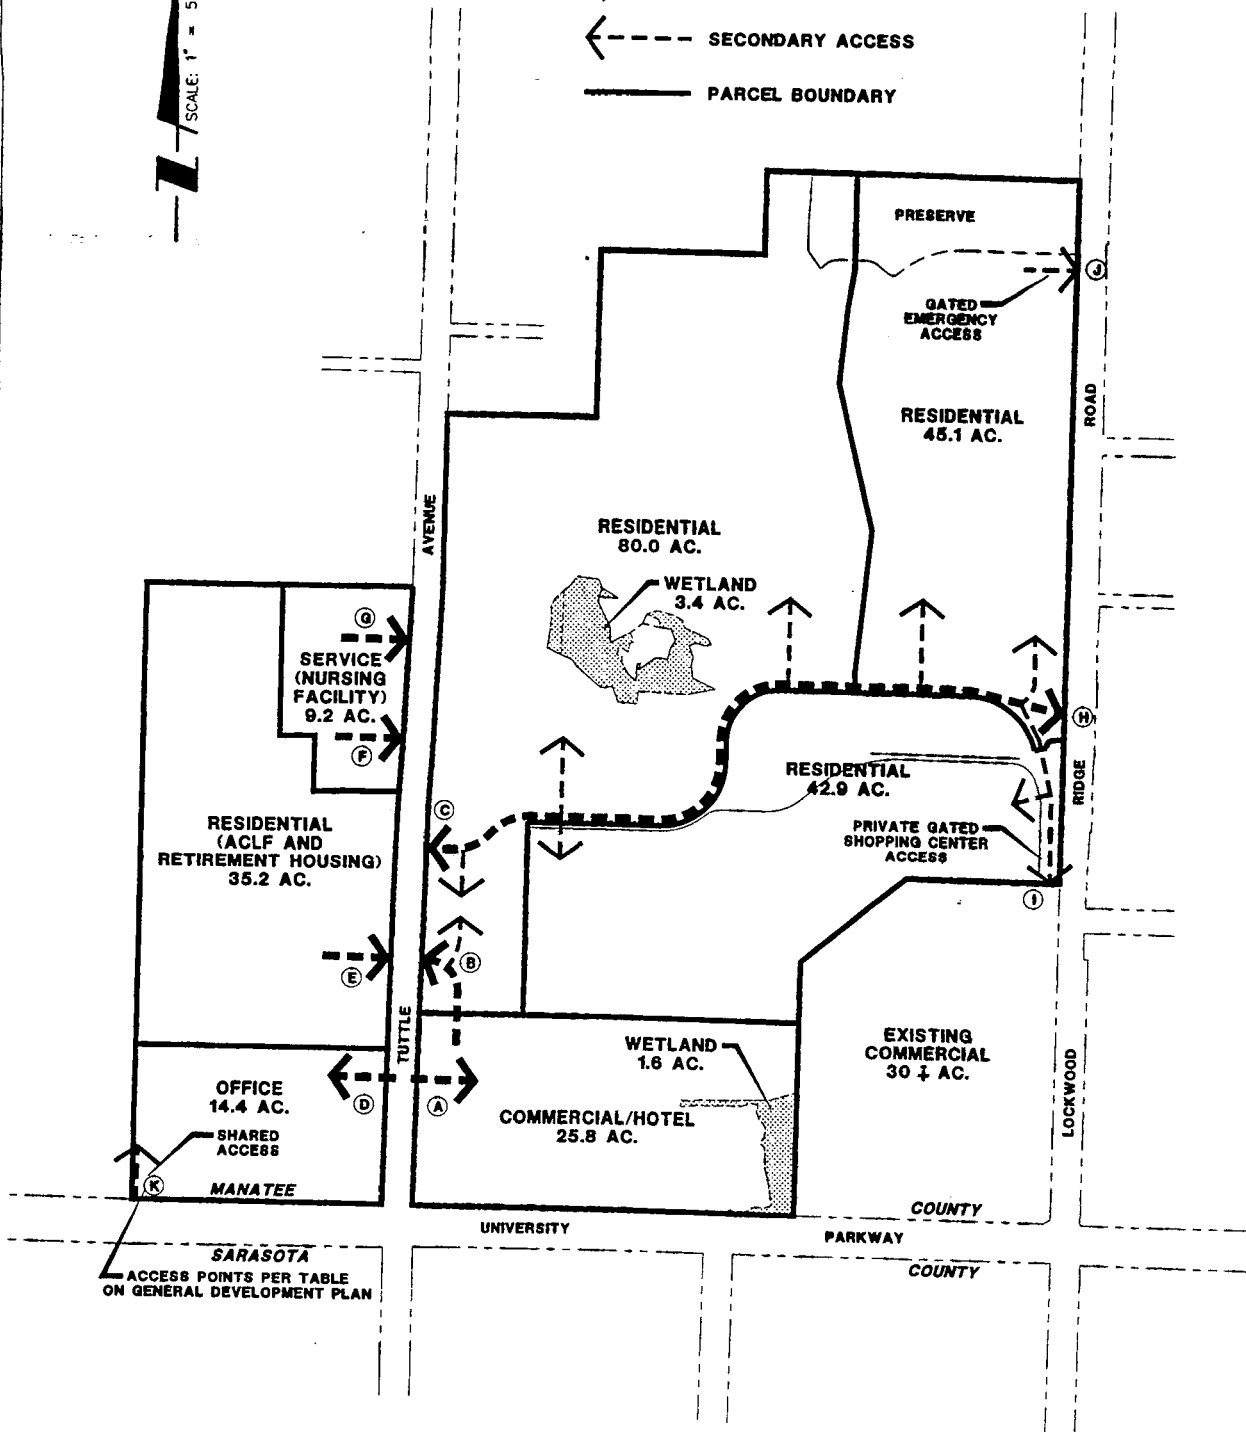 SCALE: 1" = 5
SECONDARY ACCESS
PARCEL BOUNDARY
PRESERVE
J
GATED
EMERGENCY
ACCESS
ROAD
RESIDENTIAL
45.1 AC.
AVENUE
RESIDENTIAL
80.0 AC.
WETLAND
3.4 AC.
G
SERVICE
(NURSING
FACILITY)
9.2 AC.
F
H
RESIDENTIAL
42.9 AC.
RIDGE
C
RESIDENTIAL
(ACLF AND
RETIREMENT HOUSING)
35.2 AC.
PRIVATE GATED
SHOPPING CENTER
ACCESS
I
E
B
TUTTLE
WETLAND
1.6 AC.
EXISTING
COMMERCIAL
30 ± AC.
LOCKWOOD
OFFICE
14.4 AC.
D
A
COMMERCIAL/HOTEL
25.8 AC.
SHARED
ACCESS
K
MANATEE
COUNTY
UNIVERSITY
PARKWAY
SARASOTA
COUNTY
ACCESS POINTS PER TABLE
ON GENERAL DEVELOPMENT PLAN